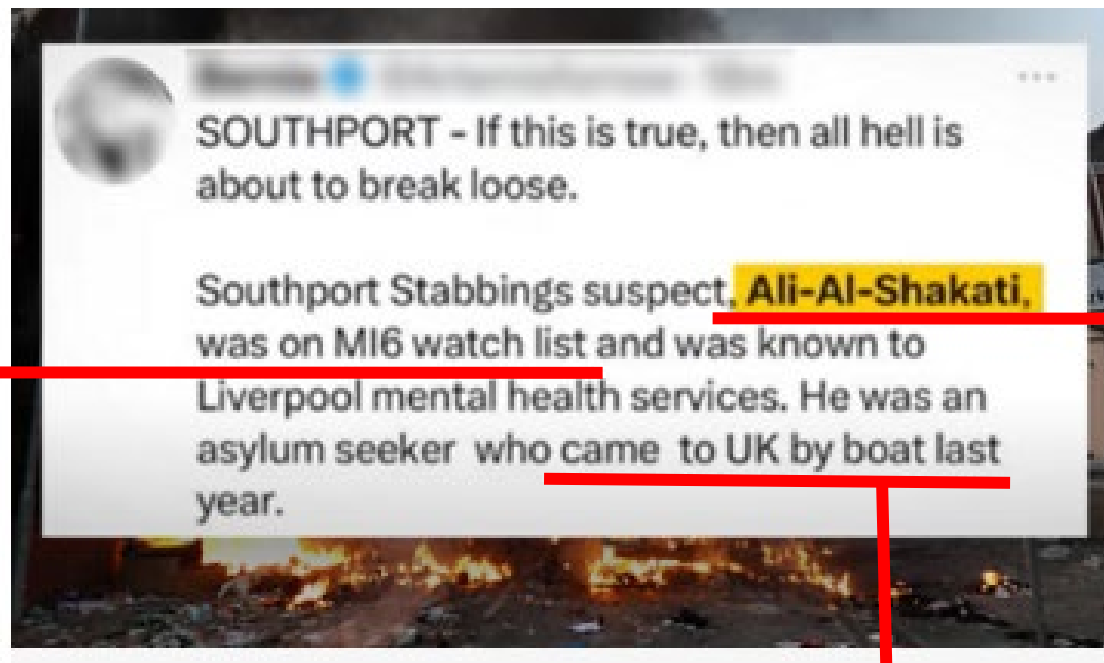 SOUTHPORT - If this is true, then all hell is
about to break loose.
Southport Stabbings suspect, Ali-Al-Shakati,
was on MI6 watch list and was known to
Liverpool mental health services. He was an
asylum seeker who came to UK by boat last
year.